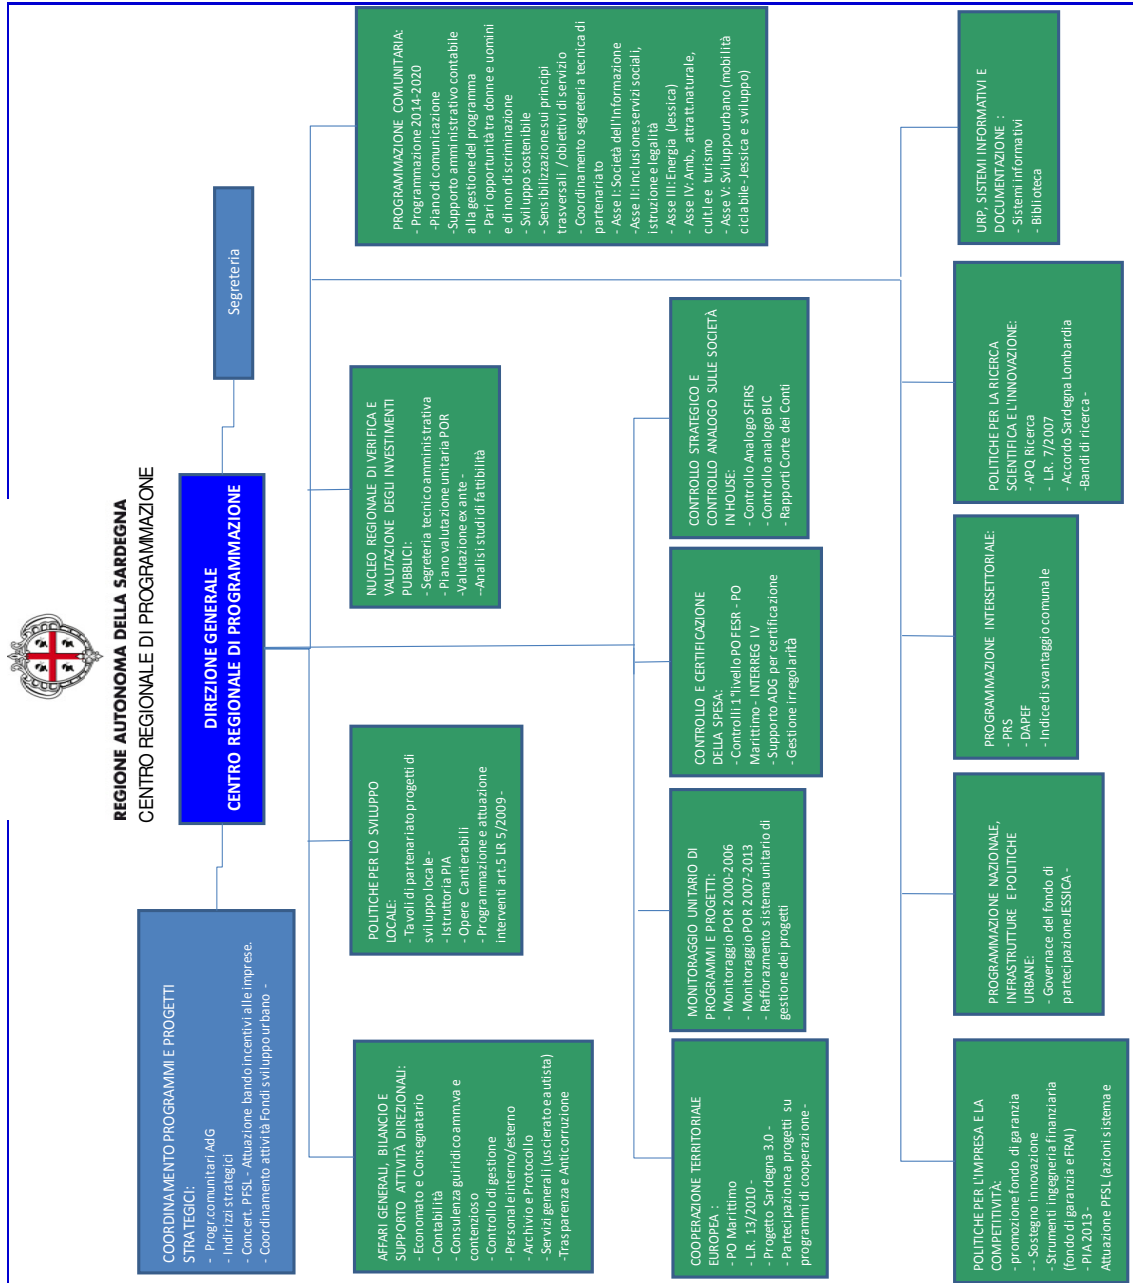 REGIONE AUTONOMA DELLA SARDEGNA
CENTRO REGIONALE DI PROGRAMMAZIONE
DIREZIONE GENERALE
CENTRO REGIONALE DI PROGRAMMAZIONE
Segreteria
COORDINAMENTO PROGRAMMI E PROGETTI
STRATEGICI:
- Progr.comunitari AdG
- Indirizzi strategici
- Concert. PFSL - Attuazione bando incentivi alle imprese.
- Coordinamento attività Fondi sviluppo urbano -
AFFARI GENERALI, BILANCIO E
SUPPORTO ATTIVITÀ DIREZIONALI:
- Economato e Consegnatario
- Contabilità
- Consulenza guiridico amm.va e
contenzioso
- Controllo di gestione
- Personale interno/esterno
- Archivio e Protocollo
- Servizi generali (uscierato e autista)
-Trasparenza e Anticorruzione
POLITICHE PER LO SVILUPPO
LOCALE:
- Tavoli di partenariato progetti di
sviluppo locale -
- Istruttoria PIA
- Opere Cantierabili
- Programmazione e attuazione
interventi art.5 LR 5/2009 -
NUCLEO REGIONALE DI VERIFICA E
VALUTAZIONE DEGLI INVESTIMENTI
PUBBLICI:
- Segreteria tecnico amministrativa
- Piano valutazione unitaria POR
-Valutazione ex ante -
--Analisi studi di fattibilità
PROGRAMMAZIONE COMUNITARIA:
- Programmazione 2014-2020
-Piano di comunicazione
-Supporto amministrativo contabile
alla gestione del programma
- Pari opportunità tra donne e uomini
e di non discriminazione
- Sviluppo sostenibile
- Sensibilizzazione sui principi
trasversali /obiettivi di servizio
- Coordinamento segreteria tecnica di
partenariato
- Asse I: Società dell'Informazione
-Asse II: Inclusione servizi sociali,
istruzione e legalità
- Asse III: Energia (Jessica)
- Asse IV: Amb., attratt.naturale,
cult.le e turismo
- Asse V: Sviluppo urbano (mobilità
ciclabile - Jessica e sviluppo)
COOPERAZIONE TERRITORIALE
EUROPEA :
- PO Marittimo
- LR. 13/2010 -
- Progetto Sardegna 3.0 -
- Partecipazione a progetti su
programmi di cooperazione -
MONITORAGGIO UNITARIO DI
PROGRAMMI E PROGETTI:
- Monitoraggio POR 2000-2006
- Monitoraggio POR 2007-2013
- Rafforazmento sistema unitario di
gestione dei progetti
CONTROLLO E CERTIFICAZIONE
DELLA SPESA:
- Controlli 1°livello PO FESR - PO
Marittimo - INTERREG IV
- Supporto ADG per certificazione
- Gestione irregolarità
CONTROLLO STRATEGICO E
CONTROLLO ANALOGO SULLE SOCIETÀ
IN HOUSE:
- Controllo Analogo SFIRS
- Controllo analogo BIC
- Rapporti Corte dei Conti
POLITICHE PER L'IMPRESA E LA
COMPETITIVITÀ:
- promozione fondo di garanzia
- - Sostegno innovazione
- Strumenti ingegneria finanziaria
(fondo di garanzia e FRAI)
- PIA 2013 -
Attuazione PFSL (azioni sistema e
PROGRAMMAZIONE NAZIONALE,
INFRASTRUTTURE E POLITICHE
URBANE:
- Governace del fondo di
partecipazione JESSICA -
PROGRAMMAZIONE INTERSETTORIALE:
- PRS
- DAPEF
- Indice di svantaggio comunale
POLITICHE PER LA RICERCA
SCIENTIFICA E L'INNOVAZIONE:
- APQ Ricerca
- L.R. 7/2007
- Accordo Sardegna Lombardia
-Bandi di ricerca -
URP, SISTEMI INFORMATIVI E
DOCUMENTAZIONE :
- Sistemi informativi
- Biblioteca